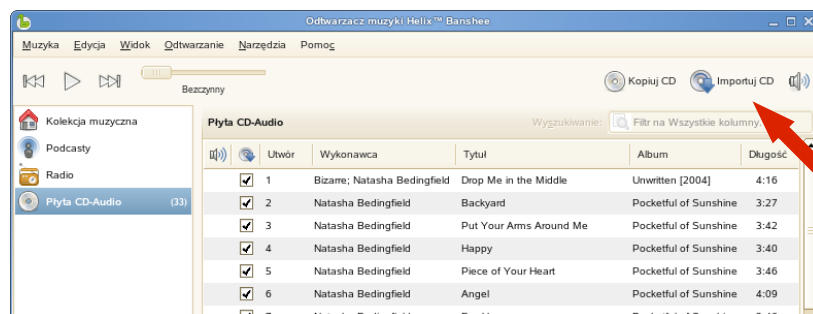 Odtwarzacz muzyki Helix™ Banshee
Muzyka Edycja Widok Odtwarzanie Narzędzia Pomoc
Bezczynny
Kopiuj CD Importuj CD
Kolekcja muzyczna
Podcasty
Radio
Płyta CD-Audio (33)
Płyta CD-Audio Wyszukiwanie: Filtr na Wszystkie kolumny
Utwór Wykonawca Tytuł Album Długość
1 Bizarre; Natasha Bedingfield Drop Me in the Middle Unwritten [2004] 4:16
2 Natasha Bedingfield Backyard Pocketful of Sunshine 3:27
3 Natasha Bedingfield Put Your Arms Around Me Pocketful of Sunshine 3:42
4 Natasha Bedingfield Happy Pocketful of Sunshine 3:40
5 Natasha Bedingfield Piece of Your Heart Pocketful of Sunshine 3:46
6 Natasha Bedingfield Angel Pocketful of Sunshine 4:09